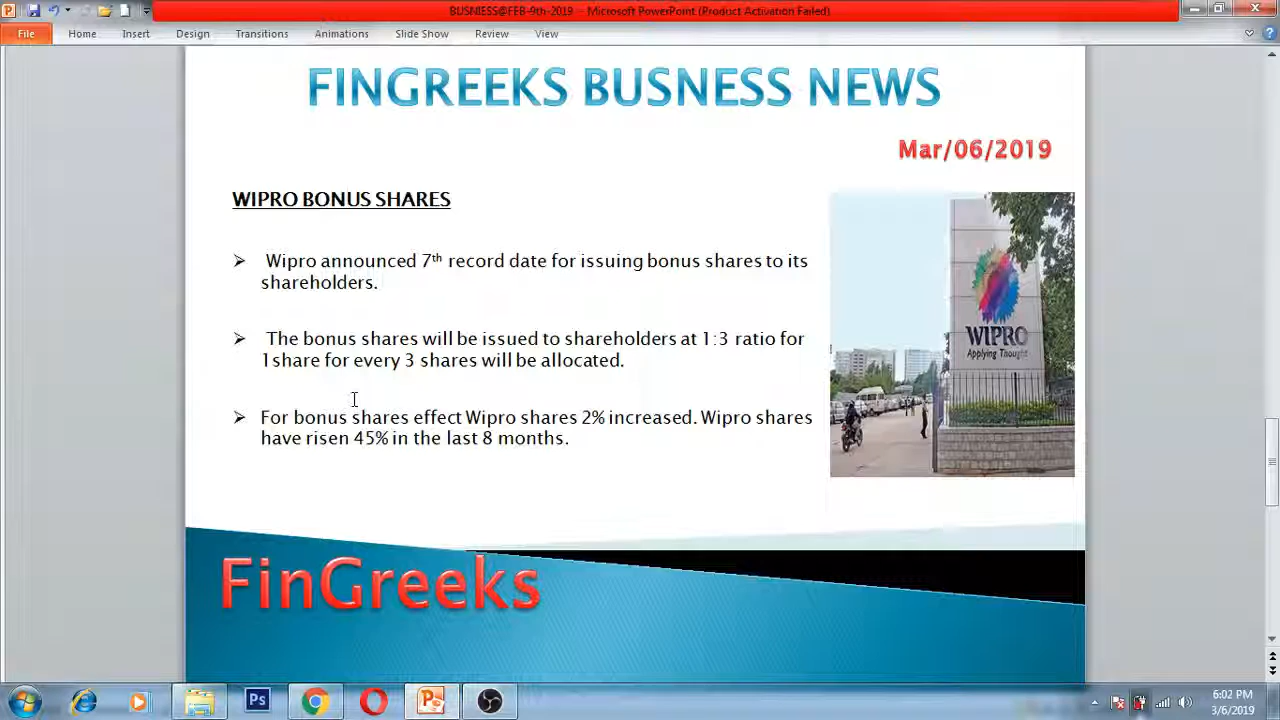 BUSNIESS@FEB-9th-2019 - Microsoft PowerPoint (Product Activation Failed)
File Home Insert Design Transitions Animations Slide Show Review View
FINGREEKS BUSNESS NEWS
Mar/06/2019
WIPRO BONUS SHARES
Wipro announced 7th record date for issuing bonus shares to its
shareholders.
The bonus shares will be issued to shareholders at 1:3 ratio for
1share for every 3 shares will be allocated.
For bonus shares effect Wipro shares 2% increased. Wipro shares
have risen 45% in the last 8 months.
WIPRO
Applying Thought
FinGreeks
Ps
6:02 PM
3/6/2019